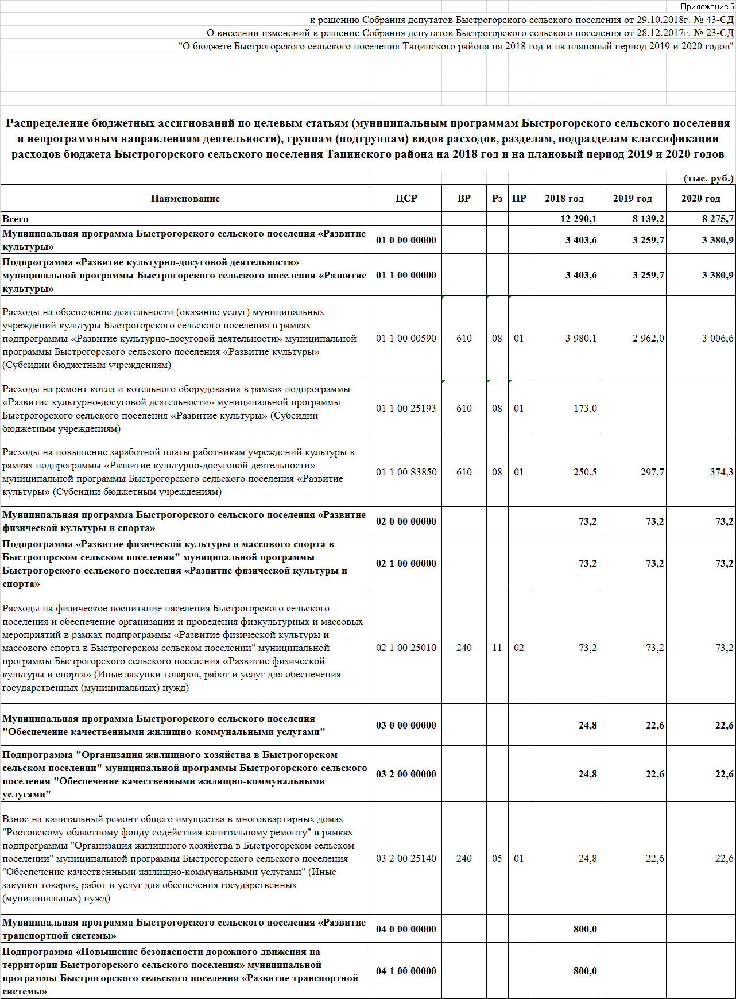 Приложение 5
к решению Собрания депутатов Быстрогорского сельского поселения от 29.10.2018г. № 43-СД
О внесении изменений в решение Собрания депутатов Быстрогорского сельского поселения от 28.12.2017г. № 23-СД
"О бюджете Быстрогорского сельского поселения Тацинского района на 2018 год и на плановый период 2019 и 2020 годов"
Распределение бюджетных ассигнований по целевым статьям (муниципальным программам Быстрогорского сельского поселения
и непрограммным направлениям деятельности), группам (подгруппам) видов расходов, разделам, подразделам классификации
расходов бюджета Быстрогорского сельского поселения Тацинского района на 2018 год и на плановый период 2019 и 2020 годов
(тыс. руб.)
Наименование ЦСР ВР Рз ПР 2018 год 2019 год 2020 год
Всего 12 290,1 8 139,2 8 275,7
Муниципальная программа Быстрогорского сельского поселения «Развитие
культуры»
01 0 00 00000 3 403,6 3 259,7 3 380,9
Подпрограмма «Развитие культурно-досуговой деятельности»
муниципальной программы Быстрогорского сельского поселения «Развитие
культуры»
01 1 00 00000 3 403,6 3 259,7 3 380,9
Расходы на обеспечение деятельности (оказание услуг) муниципальных
учреждений культуры Быстрогорского сельского поселения в рамках
подпрограммы «Развитие культурно-досуговой деятельности» муниципальной
программы Быстрогорского сельского поселения «Развитие культуры»
(Субсидии бюджетным учреждениям)
01 1 00 00590 610 08 01 3 980,1 2 962,0 3 006,6
Расходы на ремонт котла и котельного оборудования в рамках подпрограммы
«Развитие культурно-досуговой деятельности» муниципальной программы
Быстрогорского сельского поселения «Развитие культуры» (Субсидии
бюджетным учреждениям)
01 1 00 25193 610 08 01 173,0
Расходы на повышение заработной платы работникам учреждений культуры в
рамках подпрограммы «Развитие культурно-досуговой деятельности»
муниципальной программы Быстрогорского сельского поселения «Развитие
культуры» (Субсидии бюджетным учреждениям)
01 1 00 S3850 610 08 01 250,5 297,7 374,3
Муниципальная программа Быстрогорского сельского поселения «Развитие
физической культуры и спорта»
02 0 00 00000 73,2 73,2 73,2
Подпрограмма «Развитие физической культуры и массового спорта в
Быстрогорском сельском поселении" муниципальной программы
Быстрогорского сельского поселения «Развитие физической культуры и
спорта»
02 1 00 00000 73,2 73,2 73,2
Расходы на физическое воспитание населения Быстрогорского сельского
поселения и обеспечение организации и проведения физкультурных и массовых
мероприятий в рамках подпрограммы «Развитие физической культуры и
массового спорта в Быстрогорском сельском поселении" муниципальной
программы Быстрогорского сельского поселения «Развитие физической
культуры и спорта» (Иные закупки товаров, работ и услуг для обеспечения
государственных (муниципальных) нужд)
02 1 00 25010 240 11 02 73,2 73,2 73,2
Муниципальная программа Быстрогорского сельского поселения
"Обеспечение качественными жилищно-коммунальными услугами"
03 0 00 00000 24,8 22,6 22,6
Подпрограмма "Организация жилищного хозяйства в Быстрогорском
сельском поселении" муниципальной программы Быстрогорского сельского
поселения "Обеспечение качественными жилищно-коммунальными
услугами"
03 2 00 00000 24,8 22,6 22,6
Взнос на капитальный ремонт общего имущества в многоквартирных домах
"Ростовскому областному фонду содействия капитальному ремонту" в рамках
подпрограммы "Организация жилищного хозяйства в Быстрогорском сельском
поселении" муниципальной программы Быстрогорского сельского поселения
"Обеспечение качественными жилищно-коммунальными услугами" (Иные
закупки товаров, работ и услуг для обеспечения государственных
(муниципальных) нужд)
03 2 00 25140 240 05 01 24,8 22,6 22,6
Муниципальная программа Быстрогорского сельского поселения «Развитие
транспортной системы»
04 0 00 00000 800,0
Подпрограмма «Повышение безопасности дорожного движения на
территории Быстрогорского сельского поселения» муниципальной
программы Быстрогорского сельского поселения «Развитие транспортной
системы»
04 1 00 00000 800,0